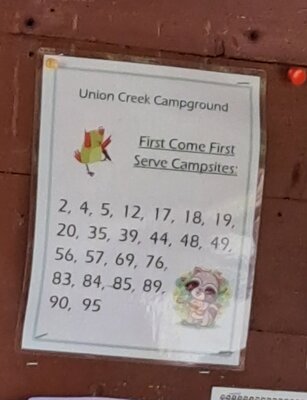 Union Creek Campground
First Come First
Serve Campsites:
2, 4, 5, 12, 17, 18, 19,
20, 35, 39, 44, 48, 49,
56, 57, 69, 76,
83, 84, 85, 89,
90, 95